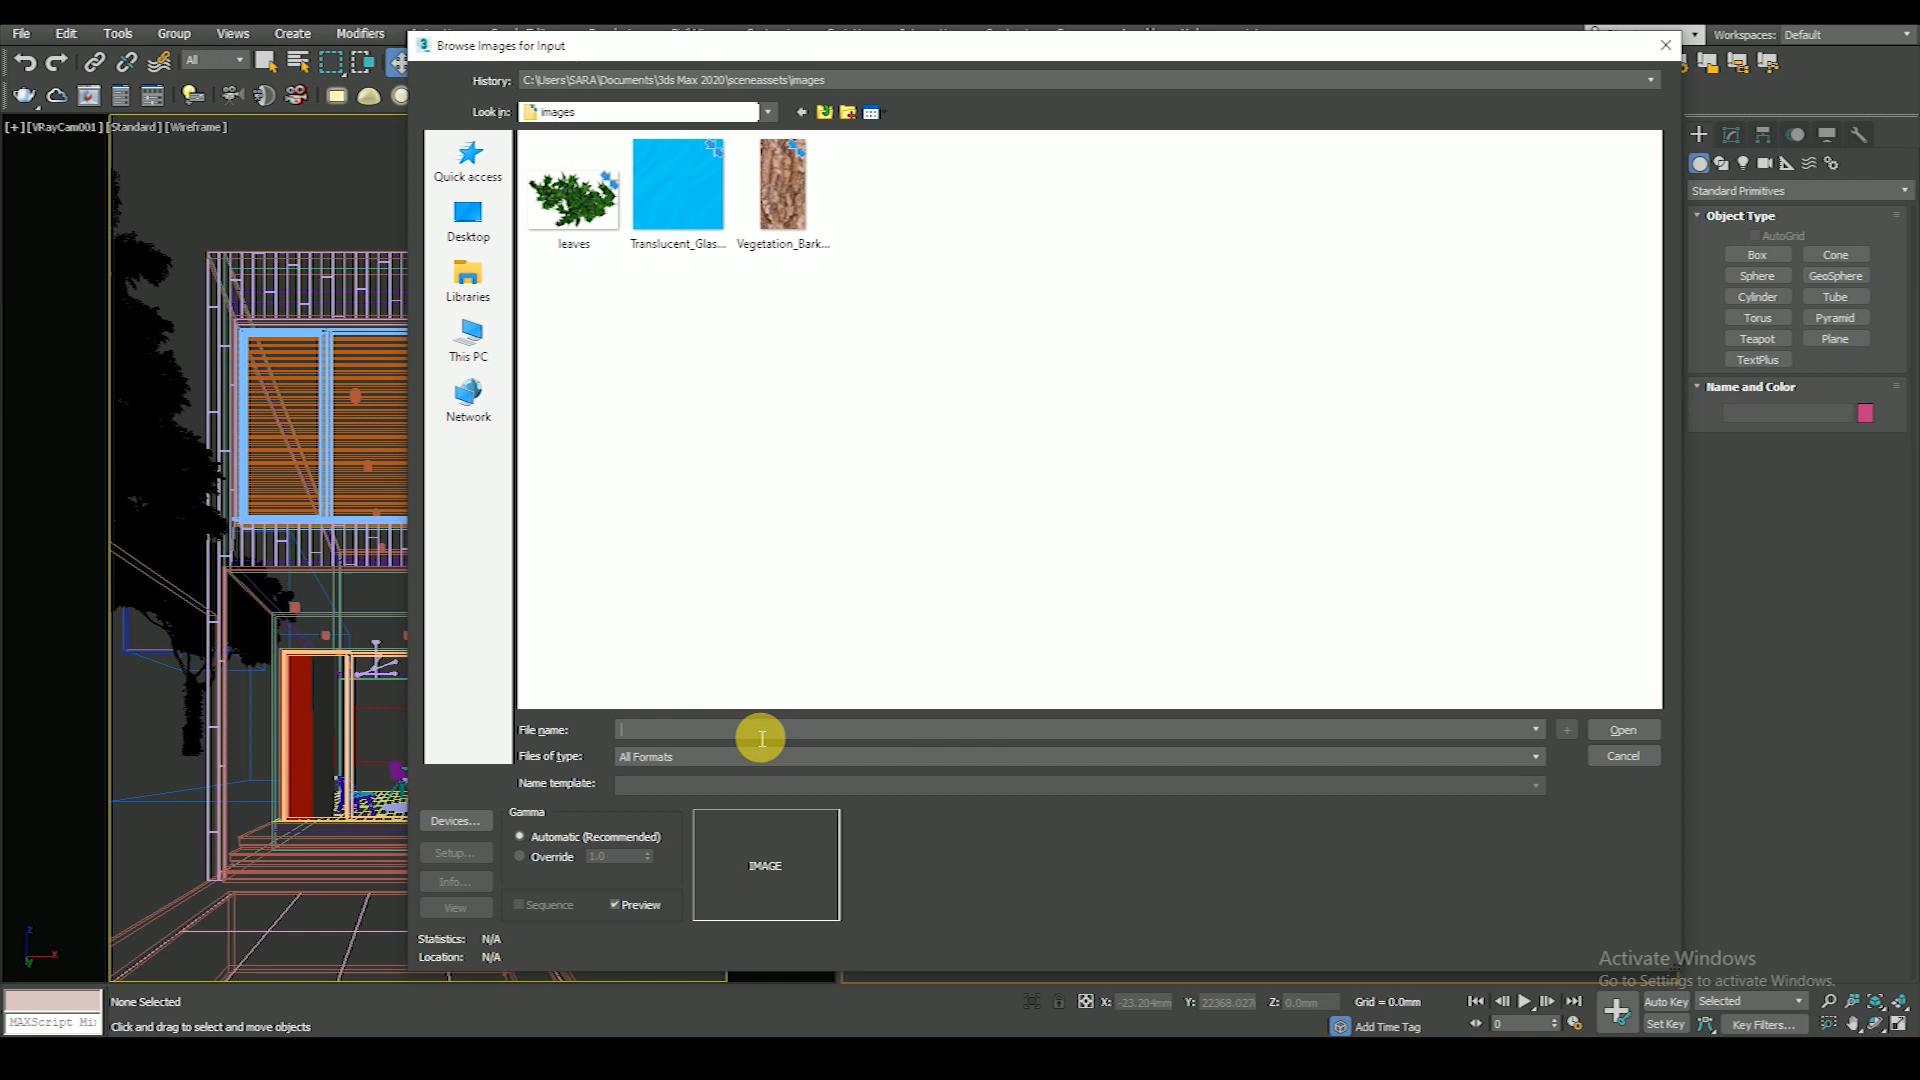 File Edit Tools Group Views Create Modifiers
Workspaces: Default
Browse Images for Input
History: C:\Users\SARA\Documents\3ds Max 2020\sceneassets\images
Look in: images
All
[+][VRayCam001][Standard][Wireframe]
Quick access
Desktop
Libraries
This PC
Network
leaves
Translucent_Glas...
Vegetation_Bark...
File name:
Open
Files of type: All Formats
Cancel
Name template:
Devices...
Setup...
Info...
View
Gamma
Automatic (Recommended)
Override 1.0
Sequence
Preview
IMAGE
Statistics: N/A
Location: N/A
Standard Primitives
Object Type
AutoGrid
Box Cone
Sphere GeoSphere
Cylinder Tube
Torus Pyramid
Teapot Plane
TextPlus
Name and Color
Activate Windows
Go to Settings to activate Windows.
z
x
y
None Selected
MAXScript Mi
Click and drag to select and move objects
X: -23.204mm Y: 22368.027 Z: 0.0mm Grid = 0.0mm
Add Time Tag
0
Auto Key Selected
Set Key Key Filters...